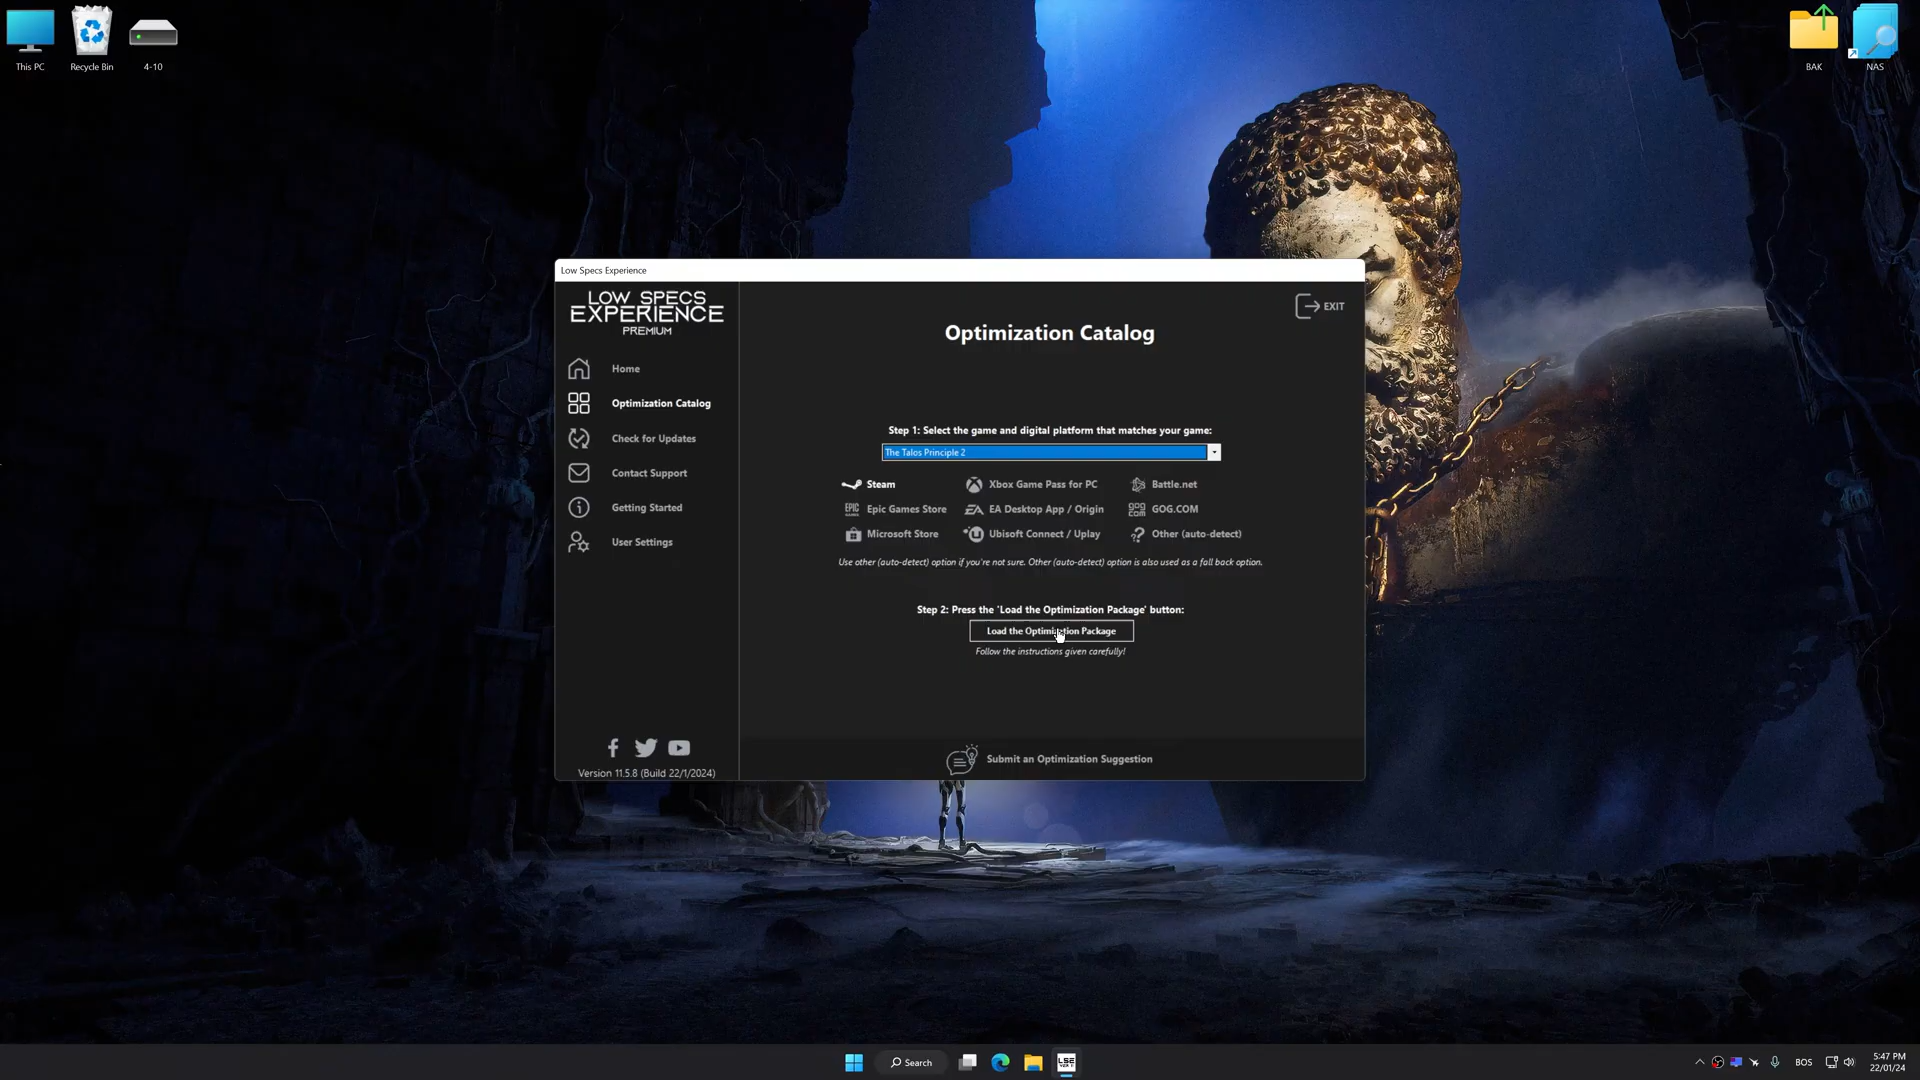 This PC
Recycle Bin
4-10
BAK
NAS
Low Specs Experience
LOW SPECS
EXPERIENCE
PREMIUM
Home
Optimization Catalog
Check for Updates
Contact Support
Getting Started
User Settings
Version 11.5.8 (Build 22/1/2024)
EXIT
Optimization Catalog
Step 1: Select the game and digital platform that matches your game:
The Talos Principle 2
Steam
Xbox Game Pass for PC
Battle.net
Epic Games Store
EA Desktop App / Origin
GOG.COM
Microsoft Store
Ubisoft Connect / Uplay
Other (auto-detect)
Use other (auto-detect) option if you're not sure. Other (auto-detect) option is also used as a fall back option.
Step 2: Press the 'Load the Optimization Package' button:
Load the Optimization Package
Follow the instructions given carefully!
Submit an Optimization Suggestion
Search
BOS
5:47 PM
22/01/24